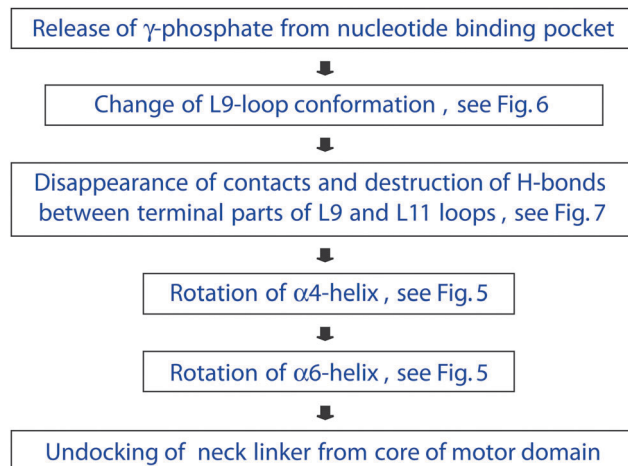 Release of γ-phosphate from nucleotide binding pocket
Change of L9-loop conformation , see Fig. 6
Disappearance of contacts and destruction of H-bonds
between terminal parts of L9 and L11 loops , see Fig. 7
Rotation of α4-helix , see Fig. 5
Rotation of α6-helix , see Fig. 5
Undocking of neck linker from core of motor domain